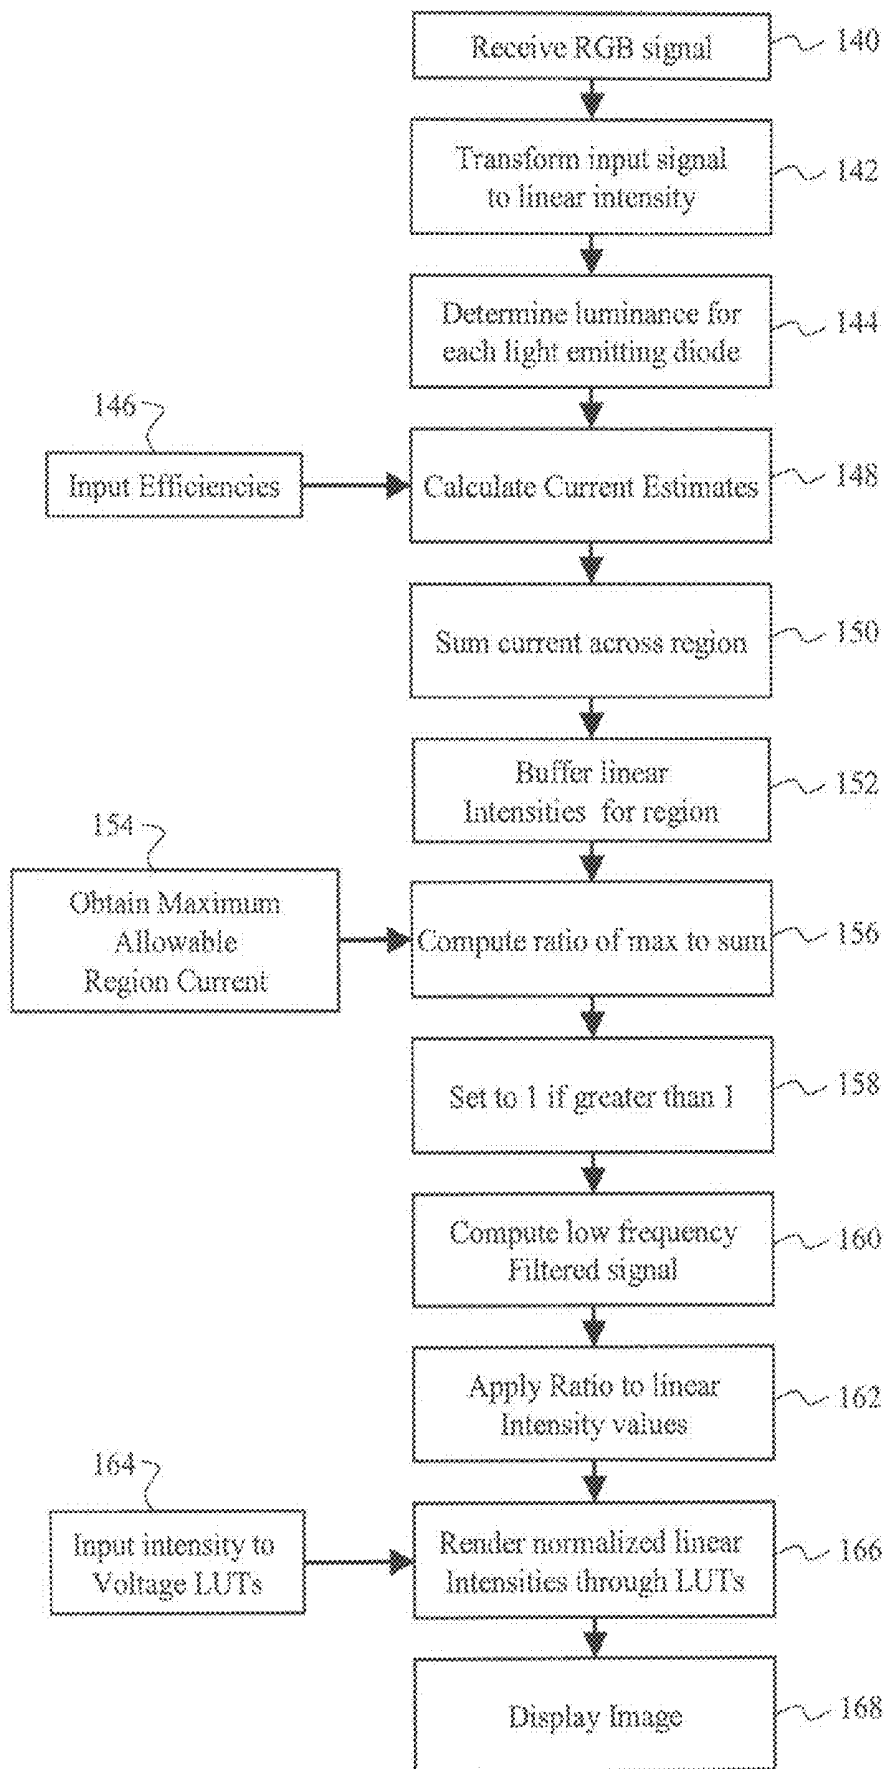 Receive RGB signal
140
Transform input signal
to linear intensity
142
Determine luminance for
each light emitting diode
144
146
Input Efficiencies
Calculate Current Estimates
148
Sum current across region
150
Buffer linear
Intensities for region
152
154
Obtain Maximum
Allowable
Region Current
Compute ratio of max to sum
156
Set to 1 if greater than 1
158
Compute low frequency
Filtered signal
160
Apply Ratio to linear
Intensity values
162
164
Input intensity to
Voltage LUTs
Render normalized linear
Intensities through LUTs
166
Display Image
168